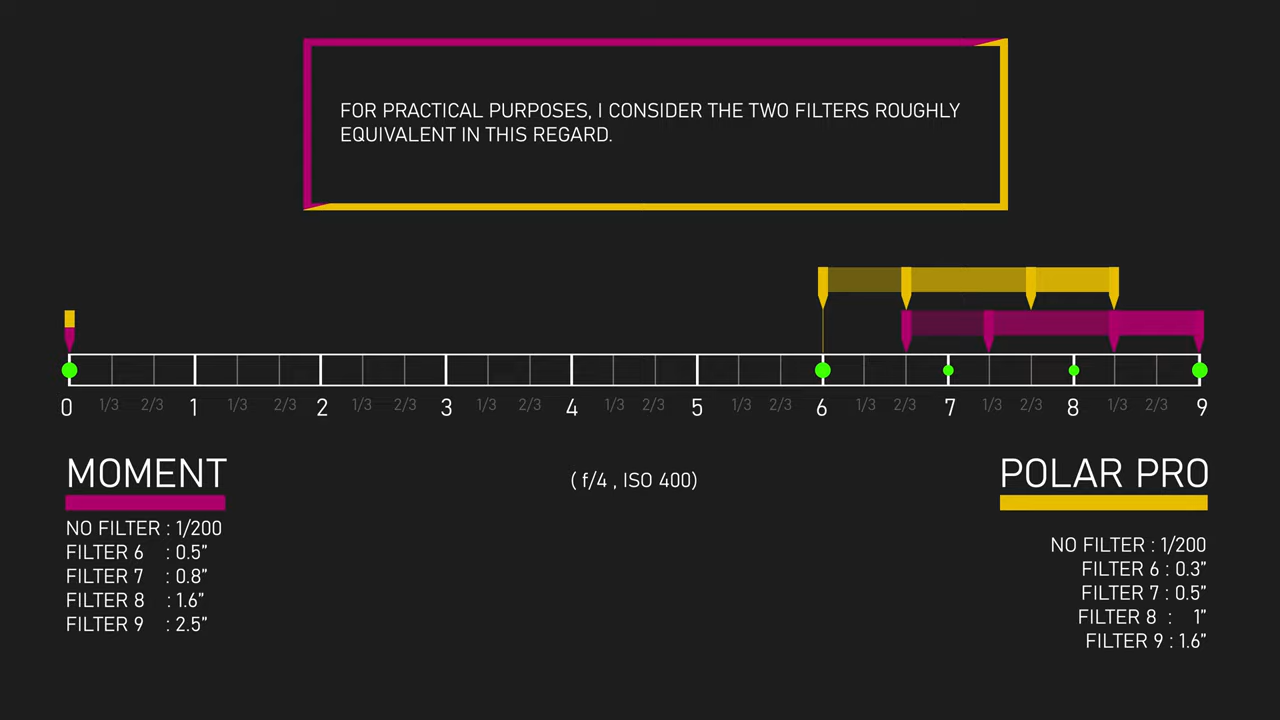 FOR PRACTICAL PURPOSES, I CONSIDER THE TWO FILTERS ROUGHLY
EQUIVALENT IN THIS REGARD.
0 1/3 2/3 1 1/3 2/3 2 1/3 2/3 3 1/3 2/3 4 1/3 2/3 5 1/3 2/3 6 1/3 2/3 7 1/3 2/3 8 1/3 2/3 9
MOMENT
NO FILTER : 1/200
FILTER 6 : 0.5”
FILTER 7 : 0.8”
FILTER 8 : 1.6”
FILTER 9 : 2.5”
( f/4 , ISO 400)
POLAR PRO
NO FILTER : 1/200
FILTER 6 : 0.3”
FILTER 7 : 0.5”
FILTER 8 : 1”
FILTER 9 : 1.6”